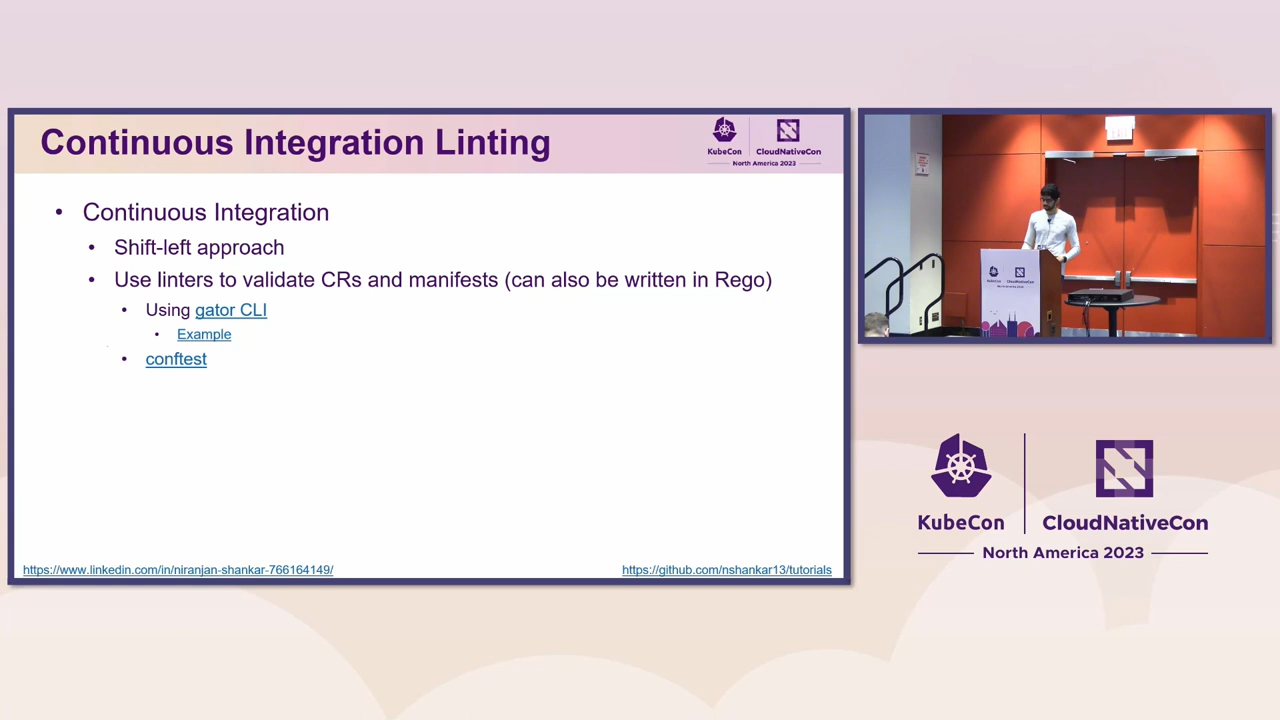 Continuous Integration Linting
KubeCon
CloudNativeCon
North America 2023
• Continuous Integration
• Shift-left approach
• Use linters to validate CRs and manifests (can also be written in Rego)
• Using gator CLI
• Example
• conftest
https://www.linkedin.com/in/niranjan-shankar-766164149/
https://github.com/nshankar13/tutorials
EXIT
KubeCon
CloudNativeCon
North America 2023